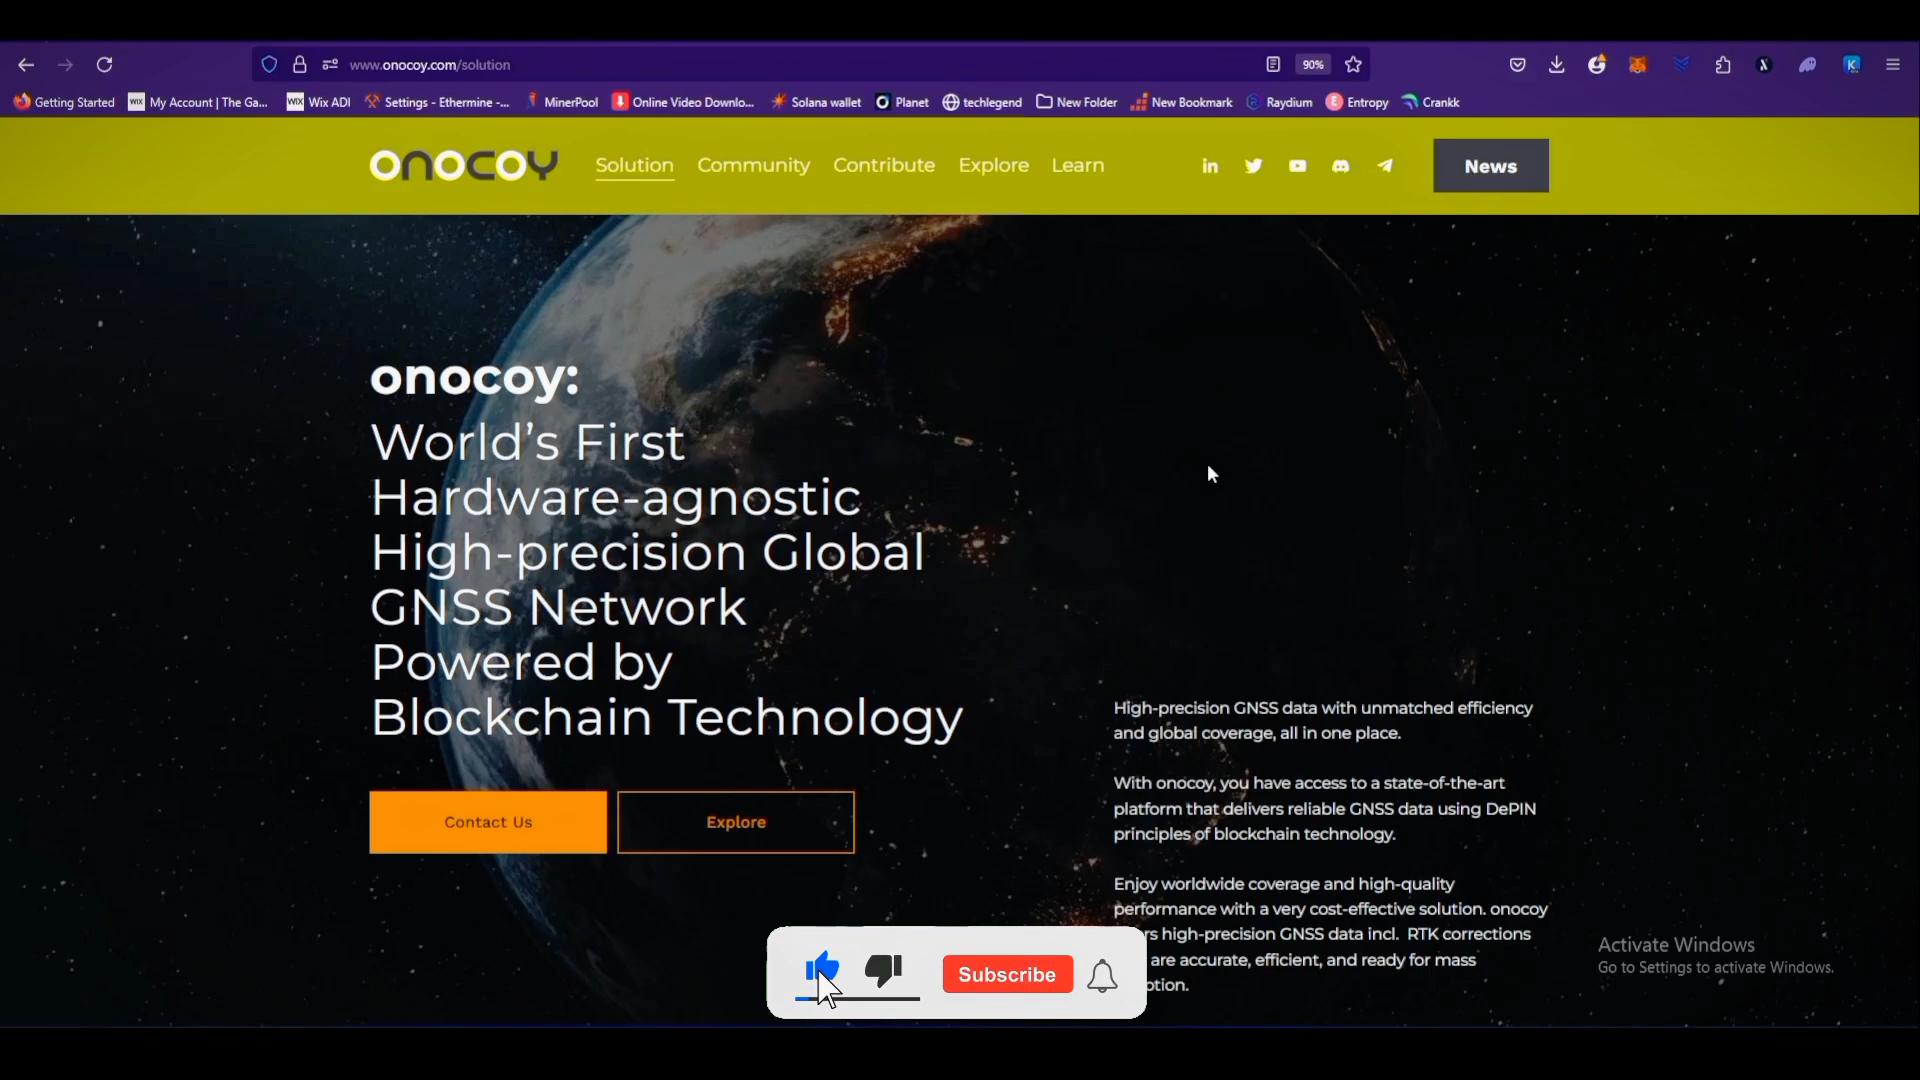 www.onocoy.com/solution
90%
Getting Started
My Account | The Ga...
WIX
Wix ADI
Settings - Ethermine -...
MinerPool
Online Video Downlo...
Solana wallet
Planet
techlegend
New Folder
New Bookmark
Raydium
Entropy
Crankk
onocoy
Solution
Community
Contribute
Explore
Learn
News
onocoy:
World's First
Hardware-agnostic
High-precision Global
GNSS Network
Powered by
Blockchain Technology
Contact Us
Explore
High-precision GNSS data with unmatched efficiency
and global coverage, all in one place.
With onocoy, you have access to a state-of-the-art
platform that delivers reliable GNSS data using DePIN
principles of blockchain technology.
Enjoy worldwide coverage and high-quality
performance with a very cost-effective solution. onocoy
high-precision GNSS data incl. RTK corrections
are accurate, efficient, and ready for mass
Subscribe
Activate Windows
Go to Settings to activate Windows.